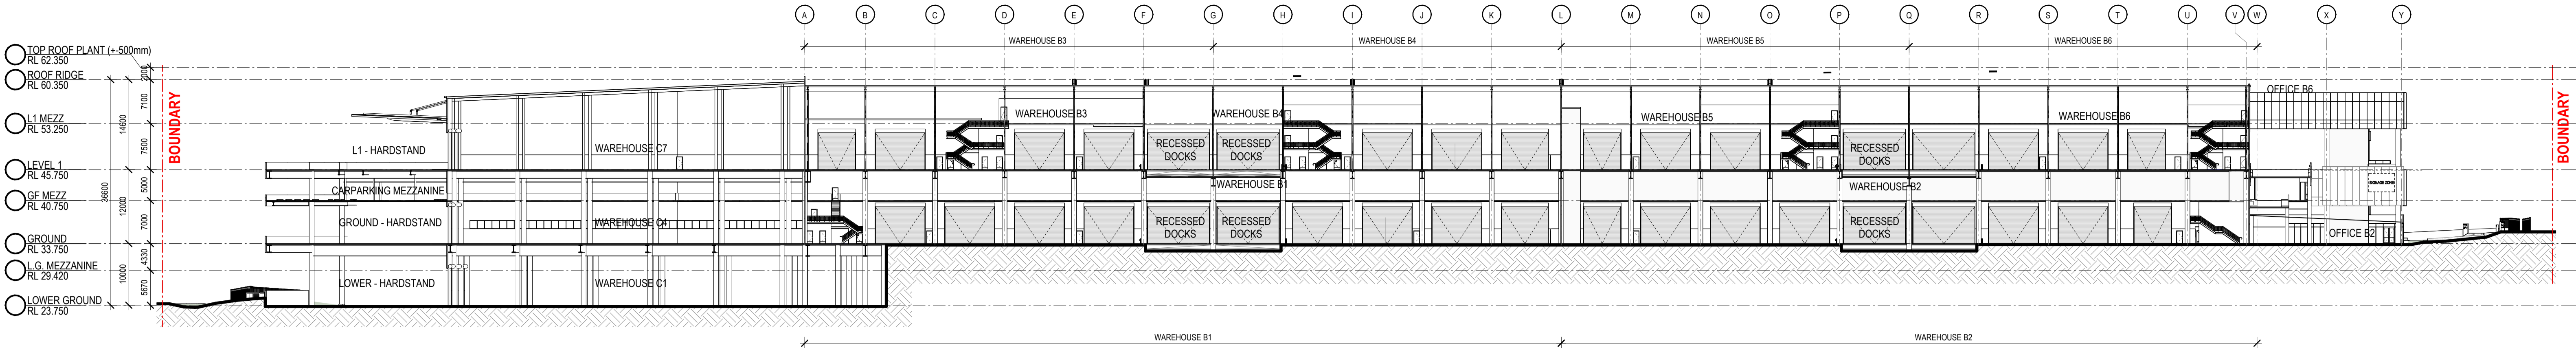 A B C D E F G H I J K L M N O P Q R S T U V W X Y
WAREHOUSE B3 WAREHOUSE B4 WAREHOUSE B5 WAREHOUSE B6
TOP ROOF PLANT (+-500mm)
RL 62.350
ROOF RIDGE
RL 60.350
L1 MEZZ
RL 53.250
LEVEL 1
RL 45.750
GF MEZZ
RL 40.750
GROUND
RL 33.750
L.G. MEZZANINE
RL 29.420
LOWER GROUND
RL 23.750
36600
14600
12000
10000
2000
7100
7500
5000
7000
4330
5670
BOUNDARY
L1 - HARDSTAND
CARPARKING MEZZANINE
GROUND - HARDSTAND
LOWER - HARDSTAND
WAREHOUSE C7
WAREHOUSE C4
WAREHOUSE C1
WAREHOUSE B3
WAREHOUSE B4
WAREHOUSE B5
WAREHOUSE B6
OFFICE B6
RECESSED
DOCKS
RECESSED
DOCKS
RECESSED
DOCKS
WAREHOUSE B1
WAREHOUSE B2
SIGNAGE ZONE
RECESSED
DOCKS
RECESSED
DOCKS
RECESSED
DOCKS
OFFICE B2
BOUNDARY
WAREHOUSE B1 WAREHOUSE B2